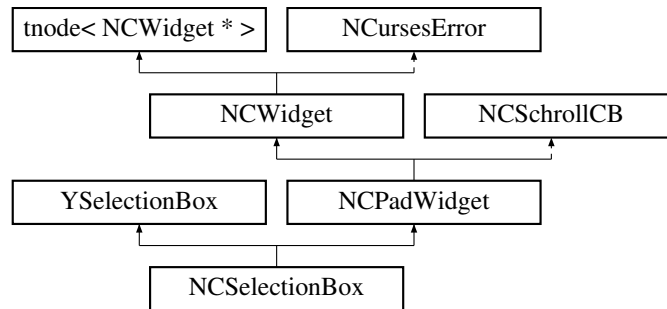 tnode< NCWidget * >
NCursesError
NCWidget
NCSchrollCB
YSelectionBox
NCPadWidget
NCSelectionBox